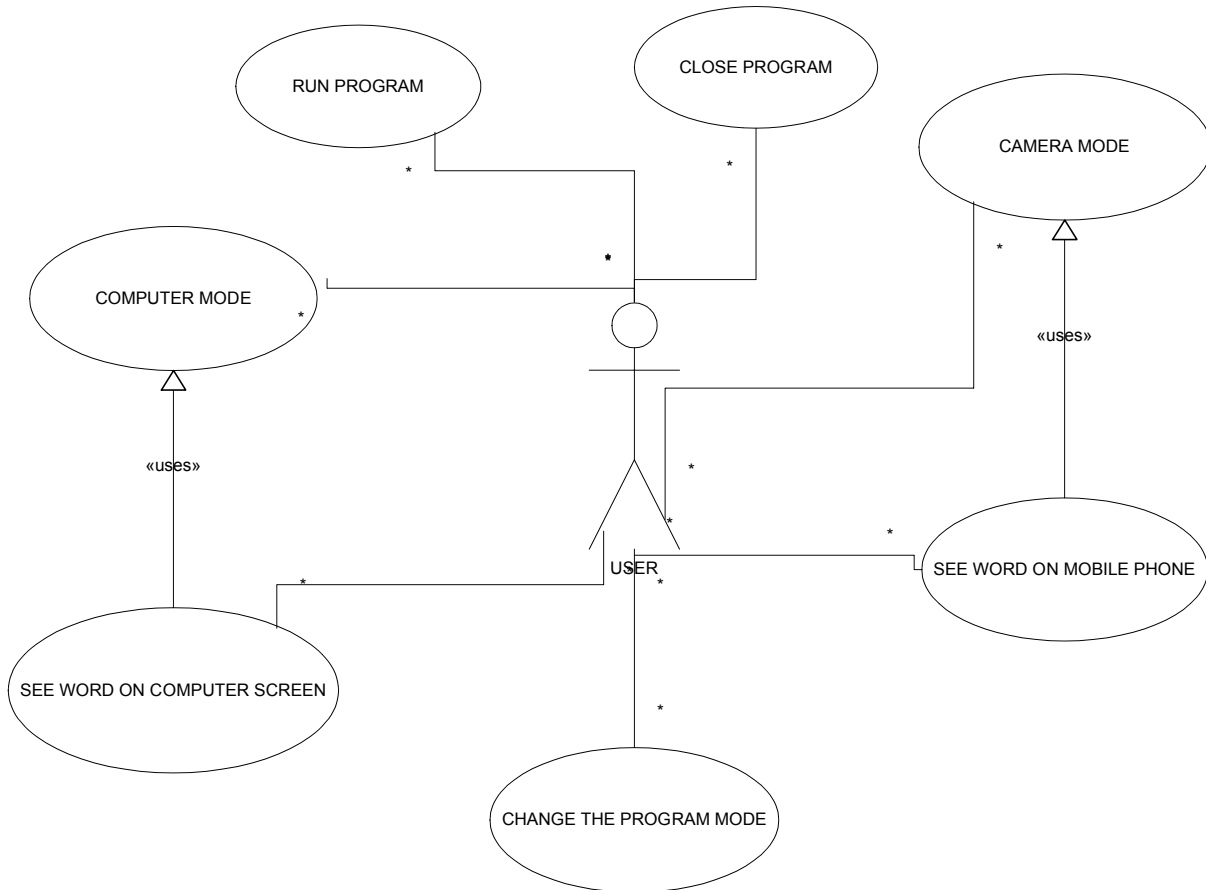 RUN PROGRAM
CLOSE PROGRAM
CAMERA MODE
*
*
*
*
*
COMPUTER MODE
*
«uses»
«uses»
*
*
*
USER
*
*
*
SEE WORD ON MOBILE PHONE
SEE WORD ON COMPUTER SCREEN
*
CHANGE THE PROGRAM MODE